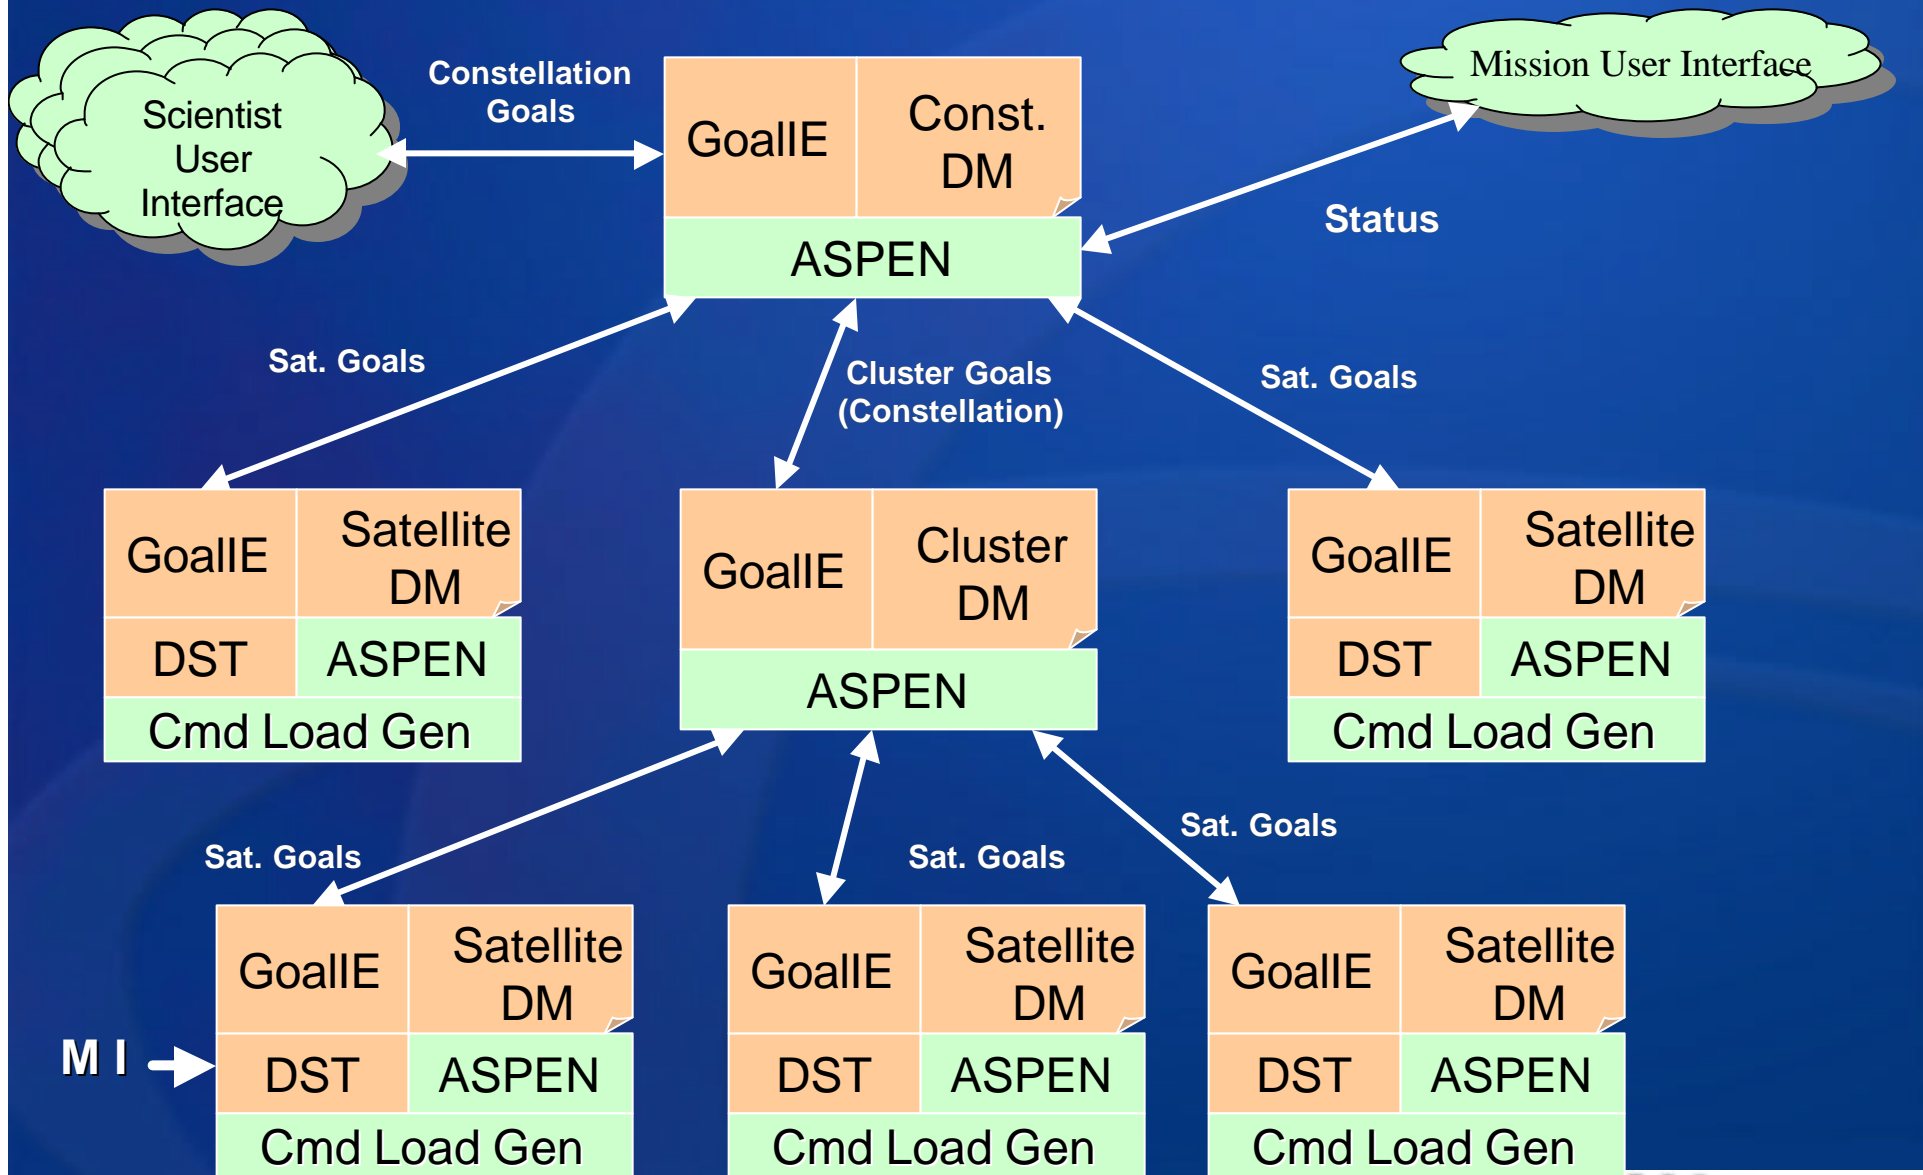 Scientist
User
Interface
Constellation
Goals
GoalIE
Const.
DM
ASPEN
Mission User Interface
Status
Sat. Goals
Cluster Goals
(Constellation)
Sat. Goals
GoalIE
Satellite
DM
DST
ASPEN
Cmd Load Gen
GoalIE
Cluster
DM
ASPEN
GoalIE
Satellite
DM
DST
ASPEN
Cmd Load Gen
Sat. Goals
Sat. Goals
Sat. Goals
M I
GoalIE
Satellite
DM
DST
ASPEN
Cmd Load Gen
GoalIE
Satellite
DM
DST
ASPEN
Cmd Load Gen
GoalIE
Satellite
DM
DST
ASPEN
Cmd Load Gen